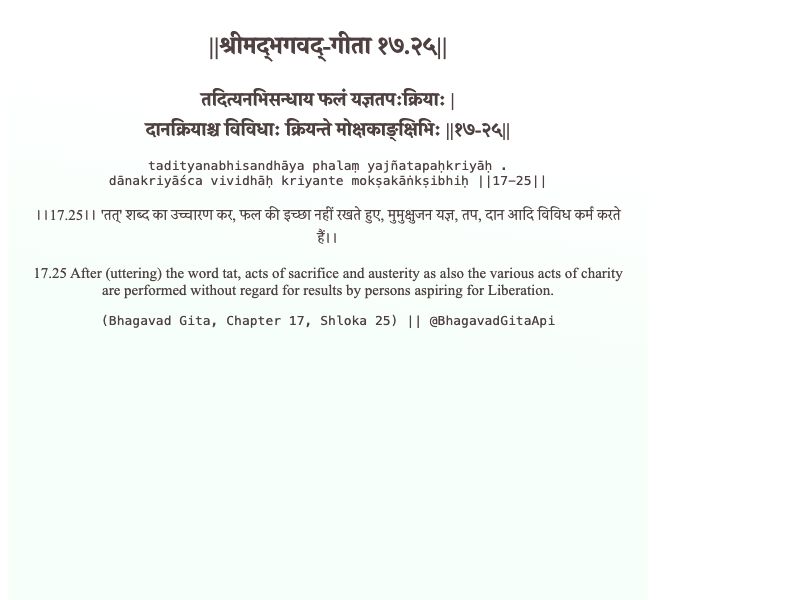 ||श्रीमद्‍भगवद्-गीता १७.२५||
तदित्यनभिसन्धाय फलं यज्ञतपःक्रियाः |
दानक्रियाश्च विविधाः क्रियन्ते मोक्षकाङ्क्षिभिः ||१७-२५||
tadityanabhisandhāya phalaṃ yajñatapaḥkriyāḥ .
dānakriyāśca vividhāḥ kriyante mokṣakāṅkṣibhiḥ ||17-25||
।।17.25।। 'तत्' शब्द का उच्चारण कर, फल की इच्छा नहीं रखते हुए, मुमुक्षुजन यज्ञ, तप, दान आदि विविध कर्म करते
हैं।।
17.25 After (uttering) the word tat, acts of sacrifice and austerity as also the various acts of charity
are performed without regard for results by persons aspiring for Liberation.
(Bhagavad Gita, Chapter 17, Shloka 25) || @BhagavadGitaApi